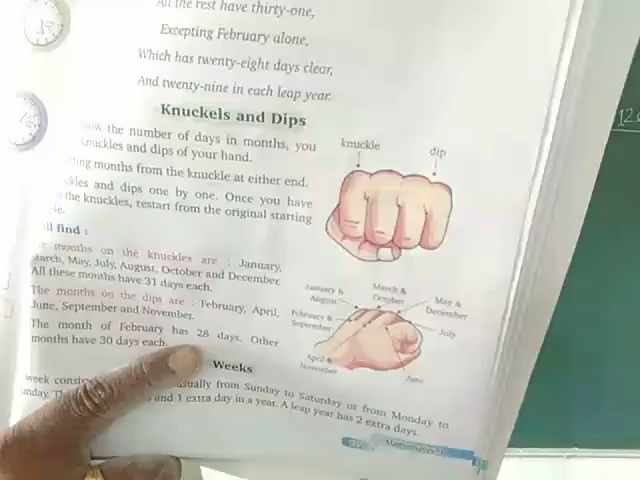 All the rest have thirty-one,
Excepting February alone,
Which has twenty-eight days clear,
And twenty-nine in each leap year.
Knuckels and Dips
the number of days in months, you
knuckles and dips of your hand.
months from the knuckle at either end.
and dips one by one. Once you have
the knuckles, restart from the original starting
find :
months on the knuckles are : January,
March, May, July, August, October and December.
All these months have 31 days each.
The months on the dips are : February, April,
June, September and November.
The month of February has 28 days. Other
months have 30 days each.
knuckle
dip
January &
August
March &
October
May &
December
February &
September
July
April &
November
June
Weeks
week usually from Sunday to Saturday or from Monday to
and 1 extra day in a year. A leap year has 2 extra days.
Mathematics